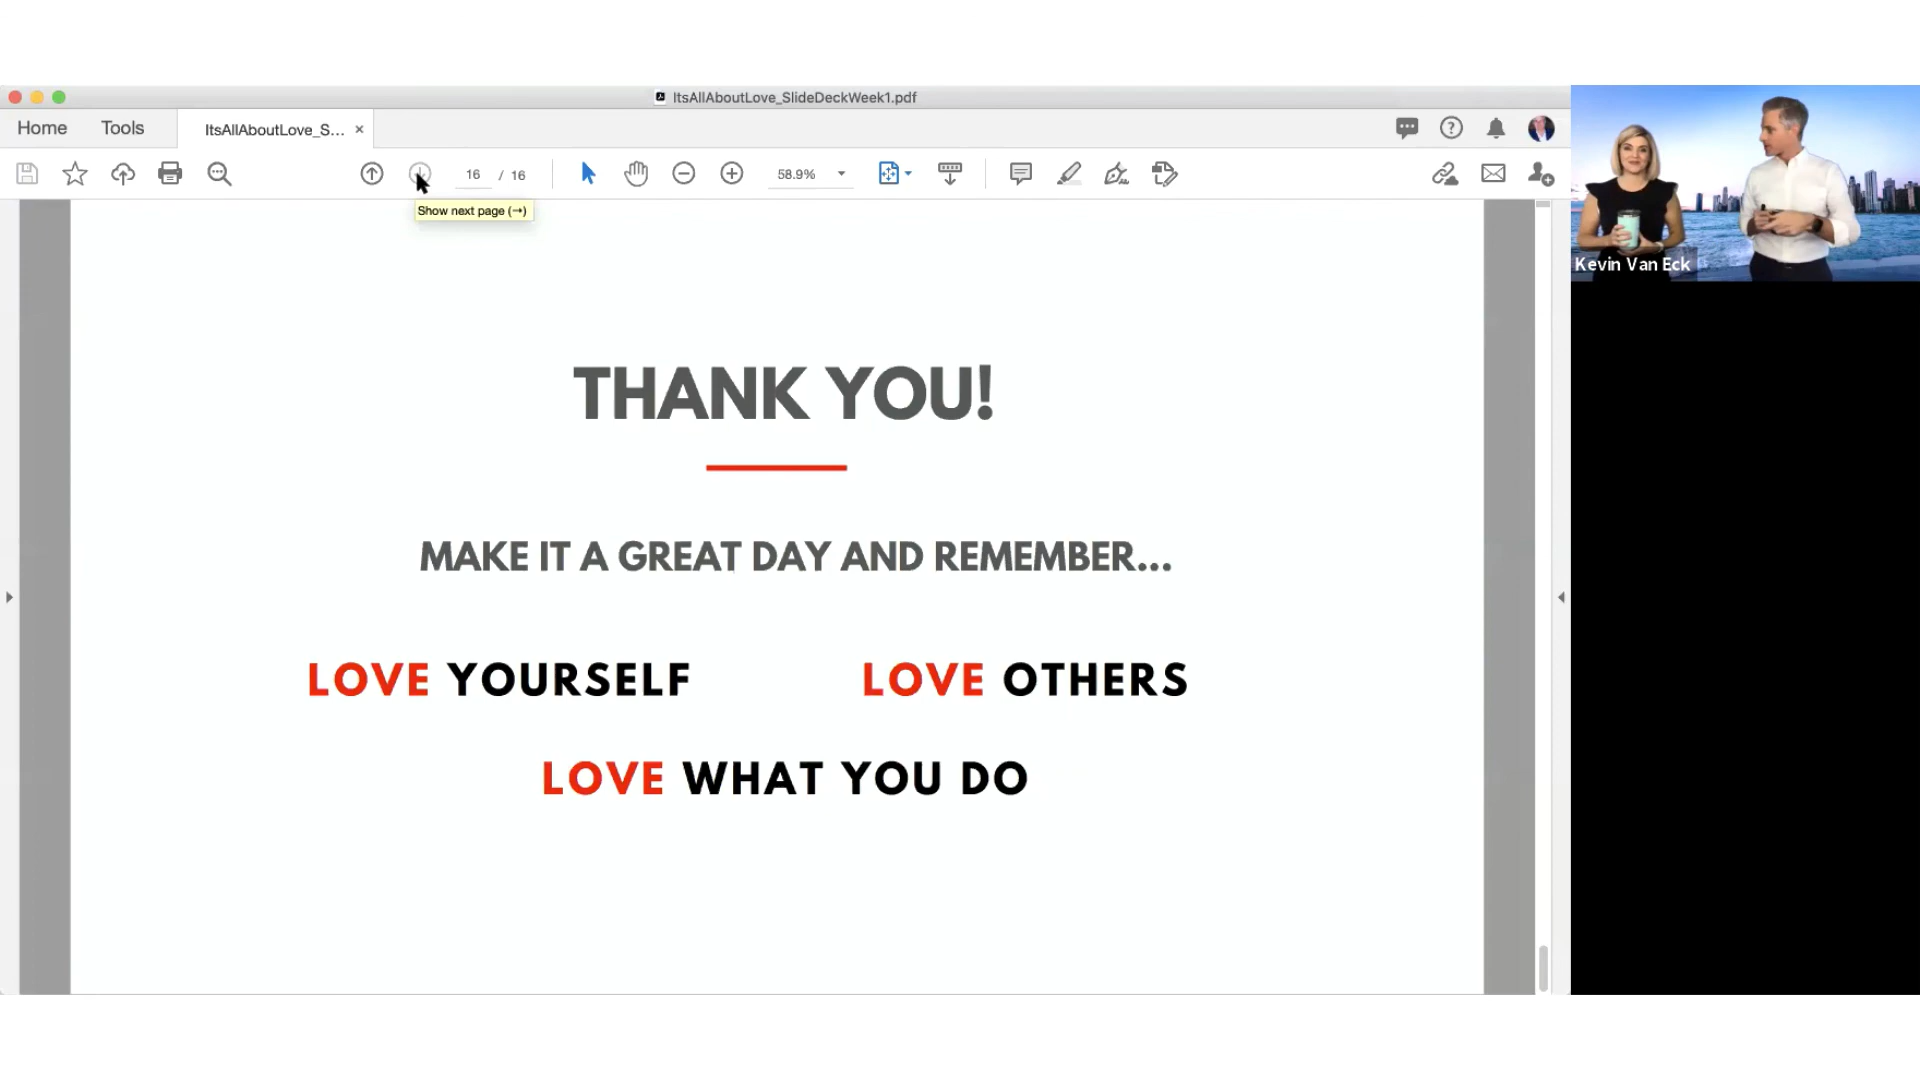 ItsAllAboutLove_SlideDeckWeek1.pdf
Home Tools ItsAllAboutLove_S... ×
16 / 16 58.9%
Show next page (→)
Kevin Van Eck
THANK YOU!
MAKE IT A GREAT DAY AND REMEMBER...
LOVE YOURSELF LOVE OTHERS
LOVE WHAT YOU DO